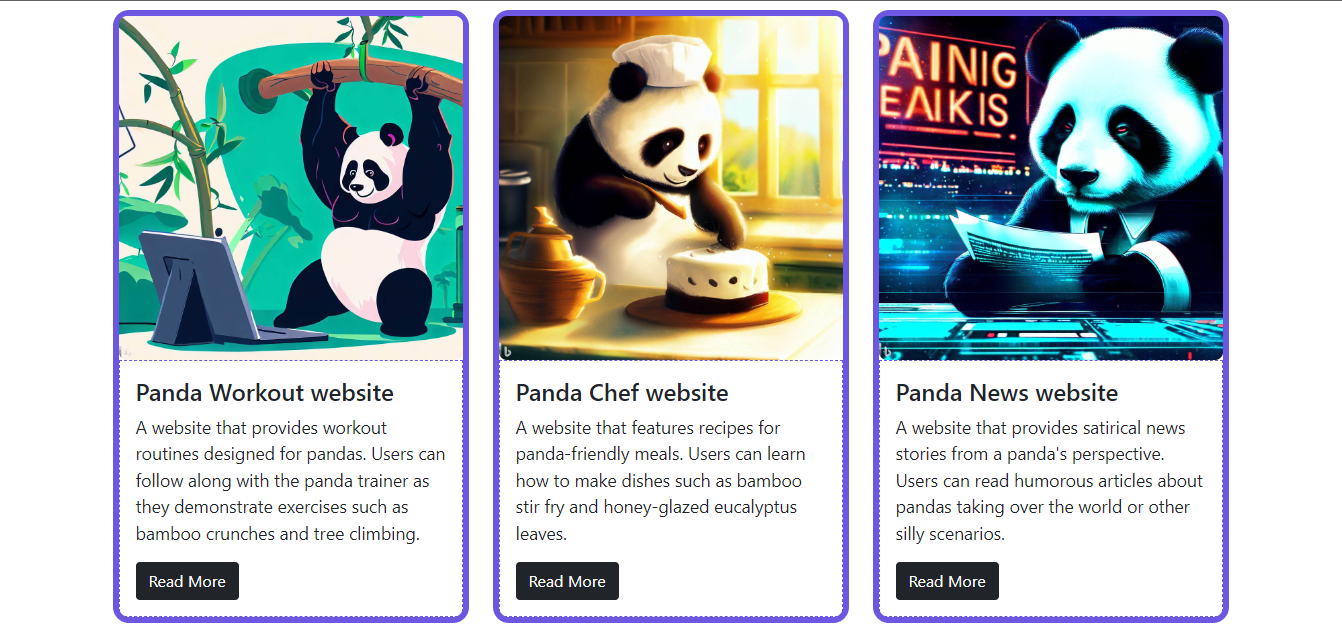 PAINIG
EAIKIS
Panda Workout website
A website that provides workout
routines designed for pandas. Users can
follow along with the panda trainer as
they demonstrate exercises such as
bamboo crunches and tree climbing.
Read More
Panda Chef website
A website that features recipes for
panda-friendly meals. Users can learn
how to make dishes such as bamboo
stir fry and honey-glazed eucalyptus
leaves.
Read More
Panda News website
A website that provides satirical news
stories from a panda's perspective.
Users can read humorous articles about
pandas taking over the world or other
silly scenarios.
Read More